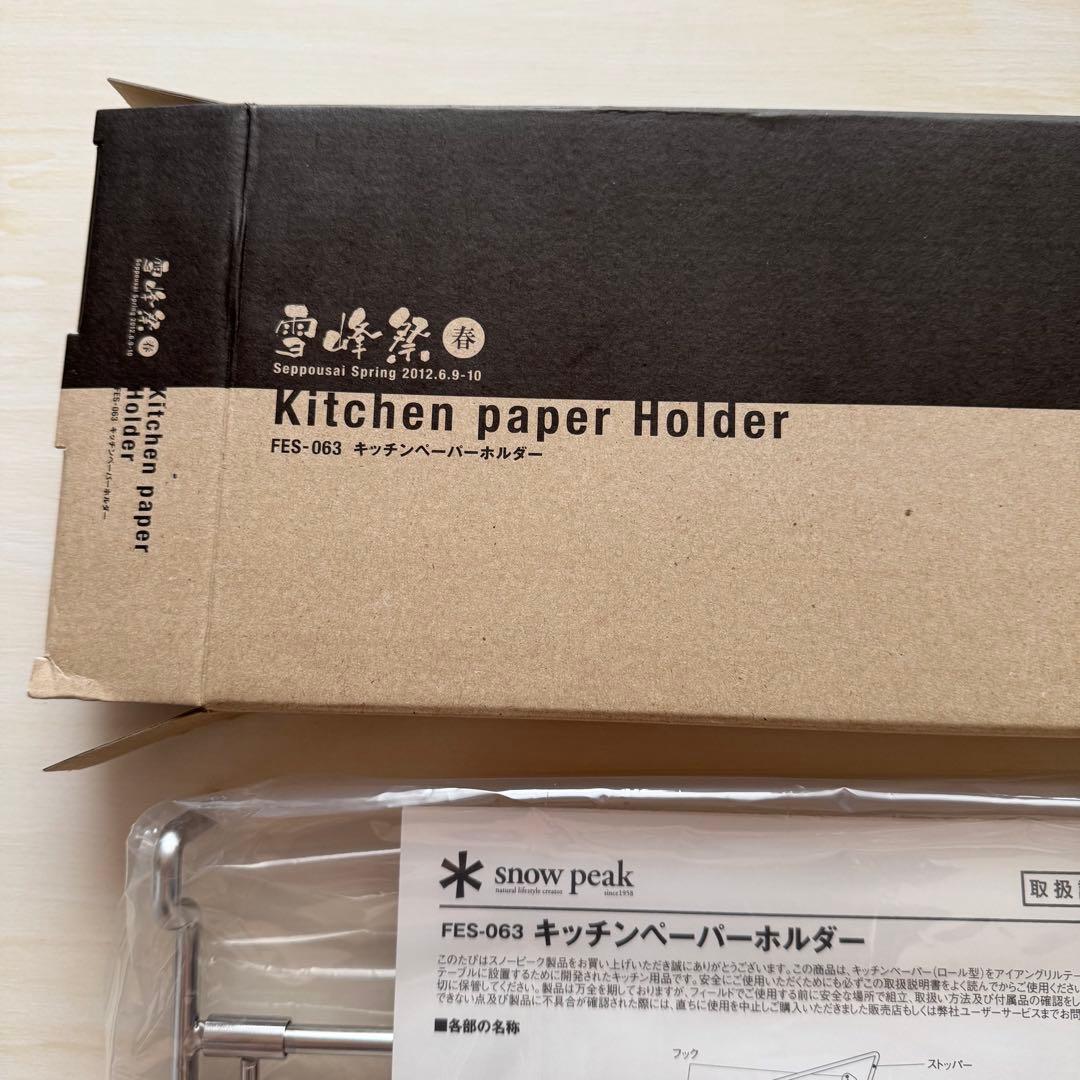 雪峰祭 春
Seppousai Spring 2012.6.9-10
Kitchen paper
Holder
FES-063 キッチンペーパーホルダー
雪峰祭 春
Seppousai Spring 2012.6.9-10
Kitchen paper Holder
FES-063 キッチンペーパーホルダー
snow peak
natural lifestyle creator since1958
取扱
FES-063 キッチンペーパーホルダー
このたびはスノーピーク製品をお買い上げいただき誠にありがとうございます。この商品は、キッチンペーパー(ロール型)をアイアングリルテー
テーブルに設置するために開発されたキッチン用品です。安全にご使用いただくためにも必ずこの取扱説明書をよく読んでからご使用くださ
切に保管してください。製品は万全を期しておりますが、フィールドでご使用する前に安全な場所で組立、取扱い方法及び付属品の確認をし
できない点及び製品に不具合が確認された際には、直ちに使用を中止しご購入いただきました販売店もしくは弊社ユーザーサービスまでお問
■各部の名称
フック
ストッパー